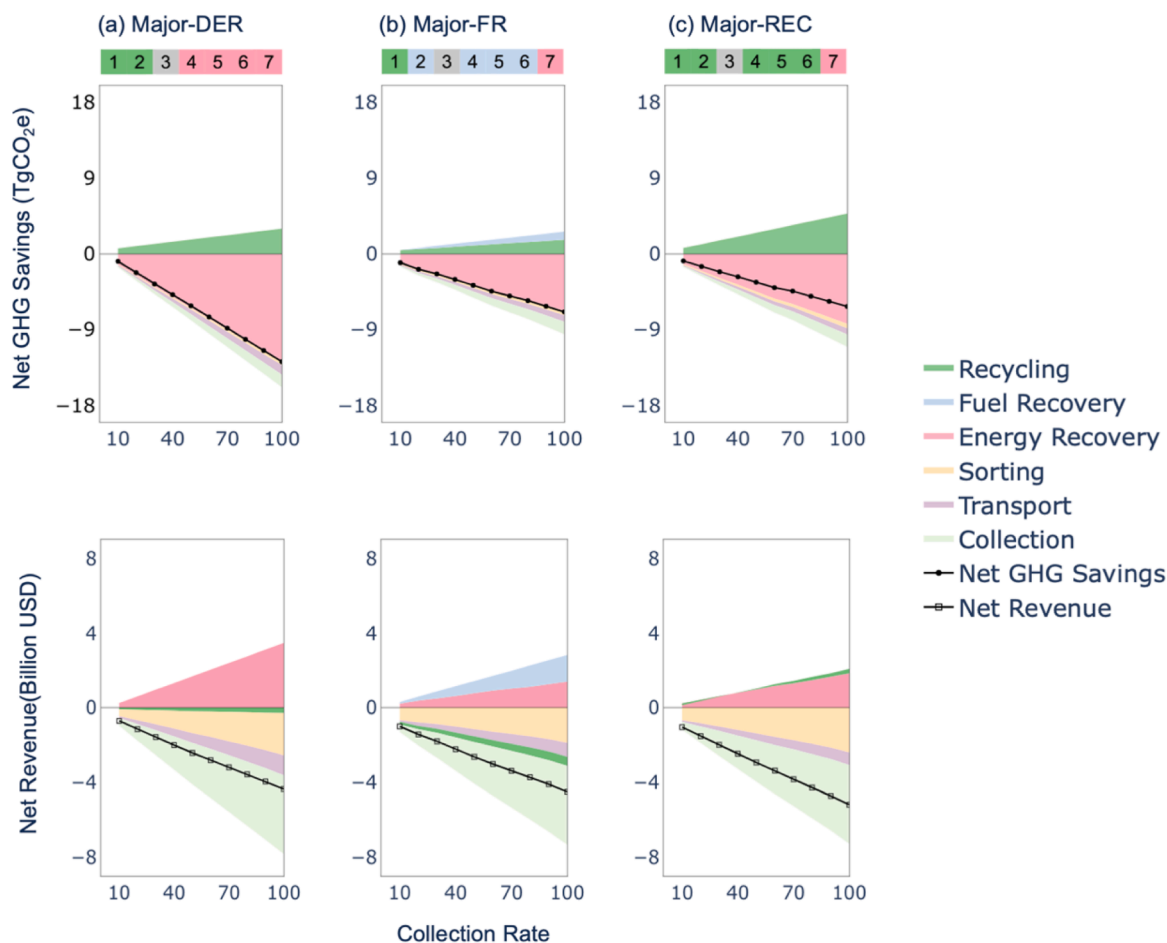 (a) Major-DER (b) Major-FR (c) Major-REC
1 2 3 4 5 6 7 1 2 3 4 5 6 7 1 2 3 4 5 6 7
Net GHG Savings (TgCO₂e)
18 18 18
9 9 9
0 0 0
−9 −9 −9
−18 −18 −18
10 40 70 100 10 40 70 100 10 40 70 100
Recycling
Fuel Recovery
Energy Recovery
Sorting
Transport
Collection
Net GHG Savings
Net Revenue
Net Revenue(Billion USD)
8 8 8
4 4 4
0 0 0
−4 −4 −4
−8 −8 −8
10 40 70 100 10 40 70 100 10 40 70 100
Collection Rate